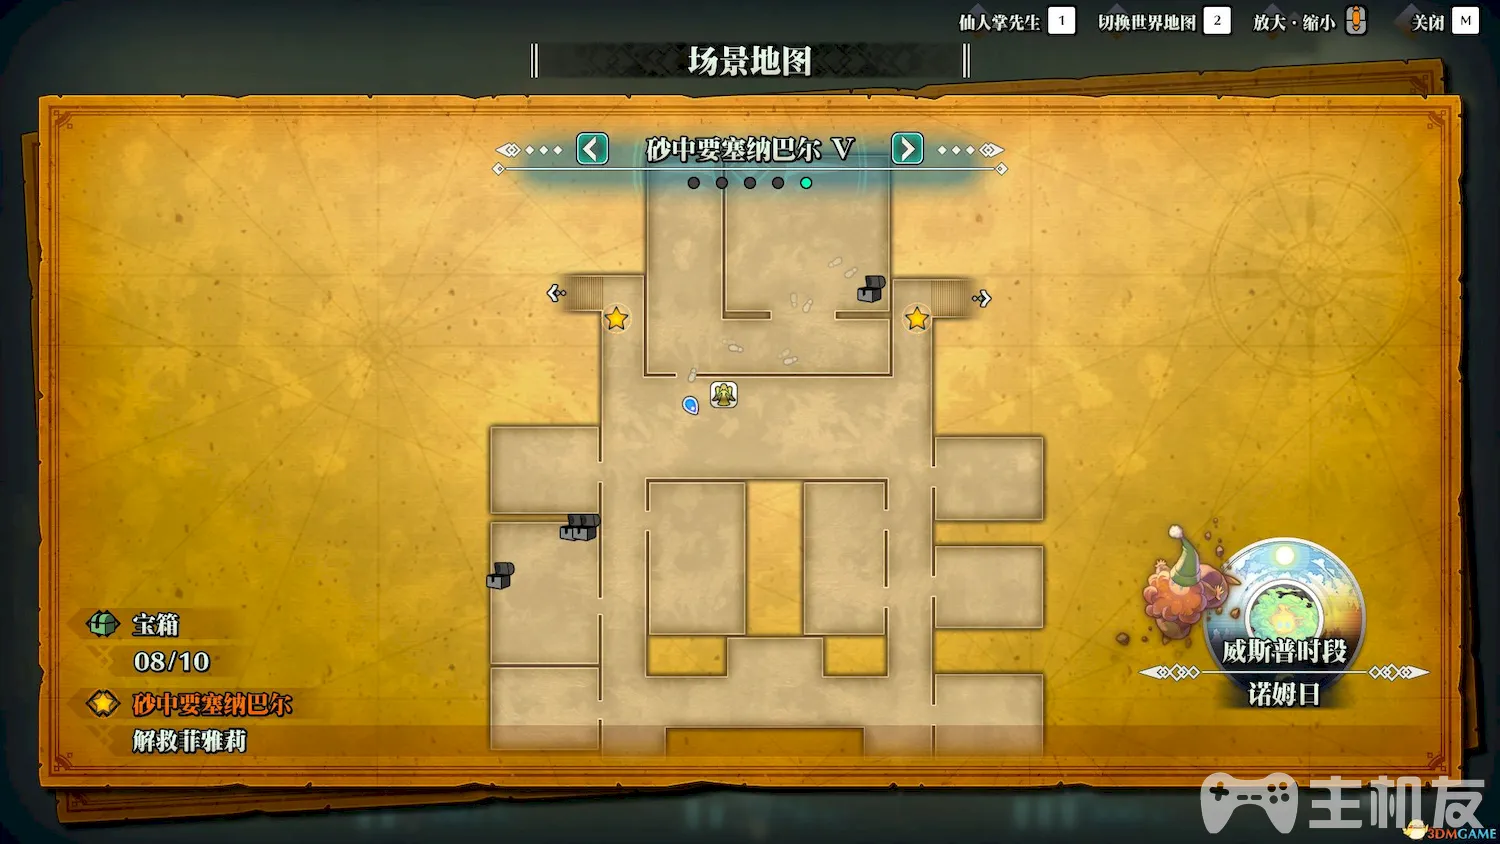 仙人掌先生 1 切换世界地图 2 放大·缩小 关闭 M
场景地图
砂中要塞纳巴尔 V
宝箱
08/10
砂中要塞纳巴尔
解救菲雅莉
威斯普时段
诺姆日
主机友
3DMGAME